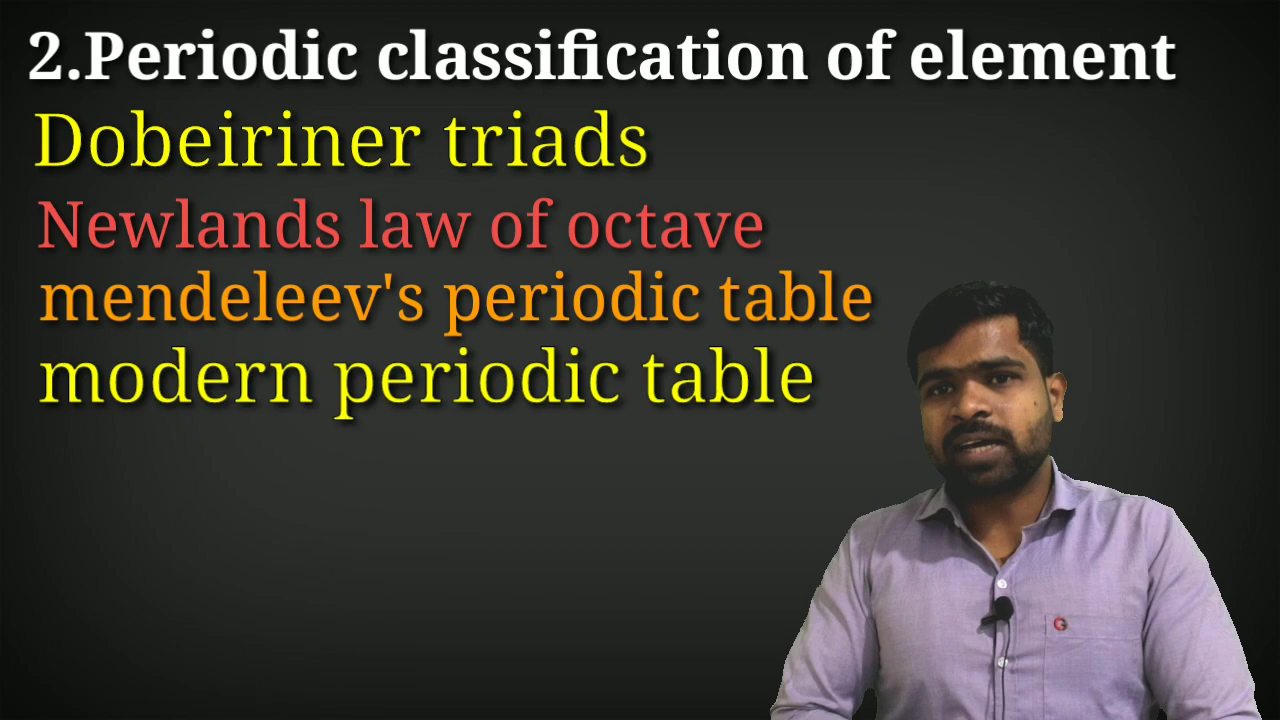 2.Periodic classification of element
Dobeiriner triads
Newlands law of octave
mendeleev's periodic table
modern periodic table